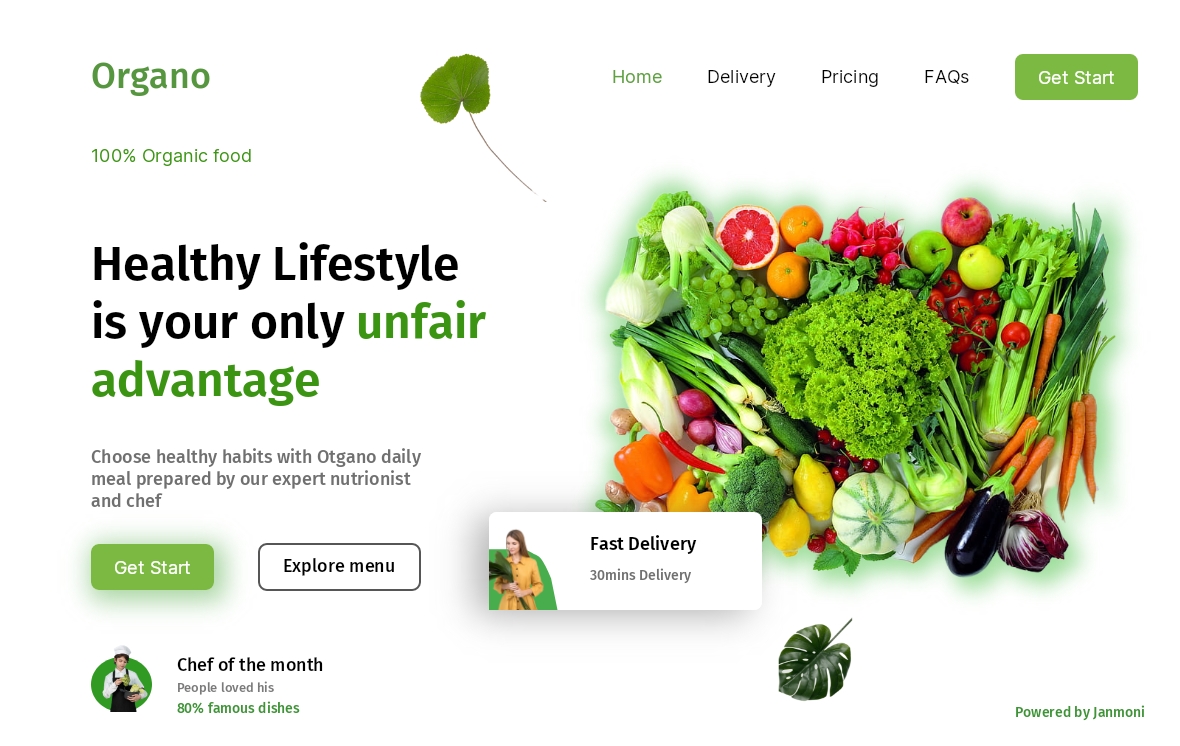 Organo
Home Delivery Pricing FAQs Get Start
100% Organic food
Healthy Lifestyle
is your only unfair
advantage
Choose healthy habits with Otgano daily
meal prepared by our expert nutrionist
and chef
Get Start Explore menu
Fast Delivery
30mins Delivery
Chef of the month
People loved his
80% famous dishes
Powered by Janmoni